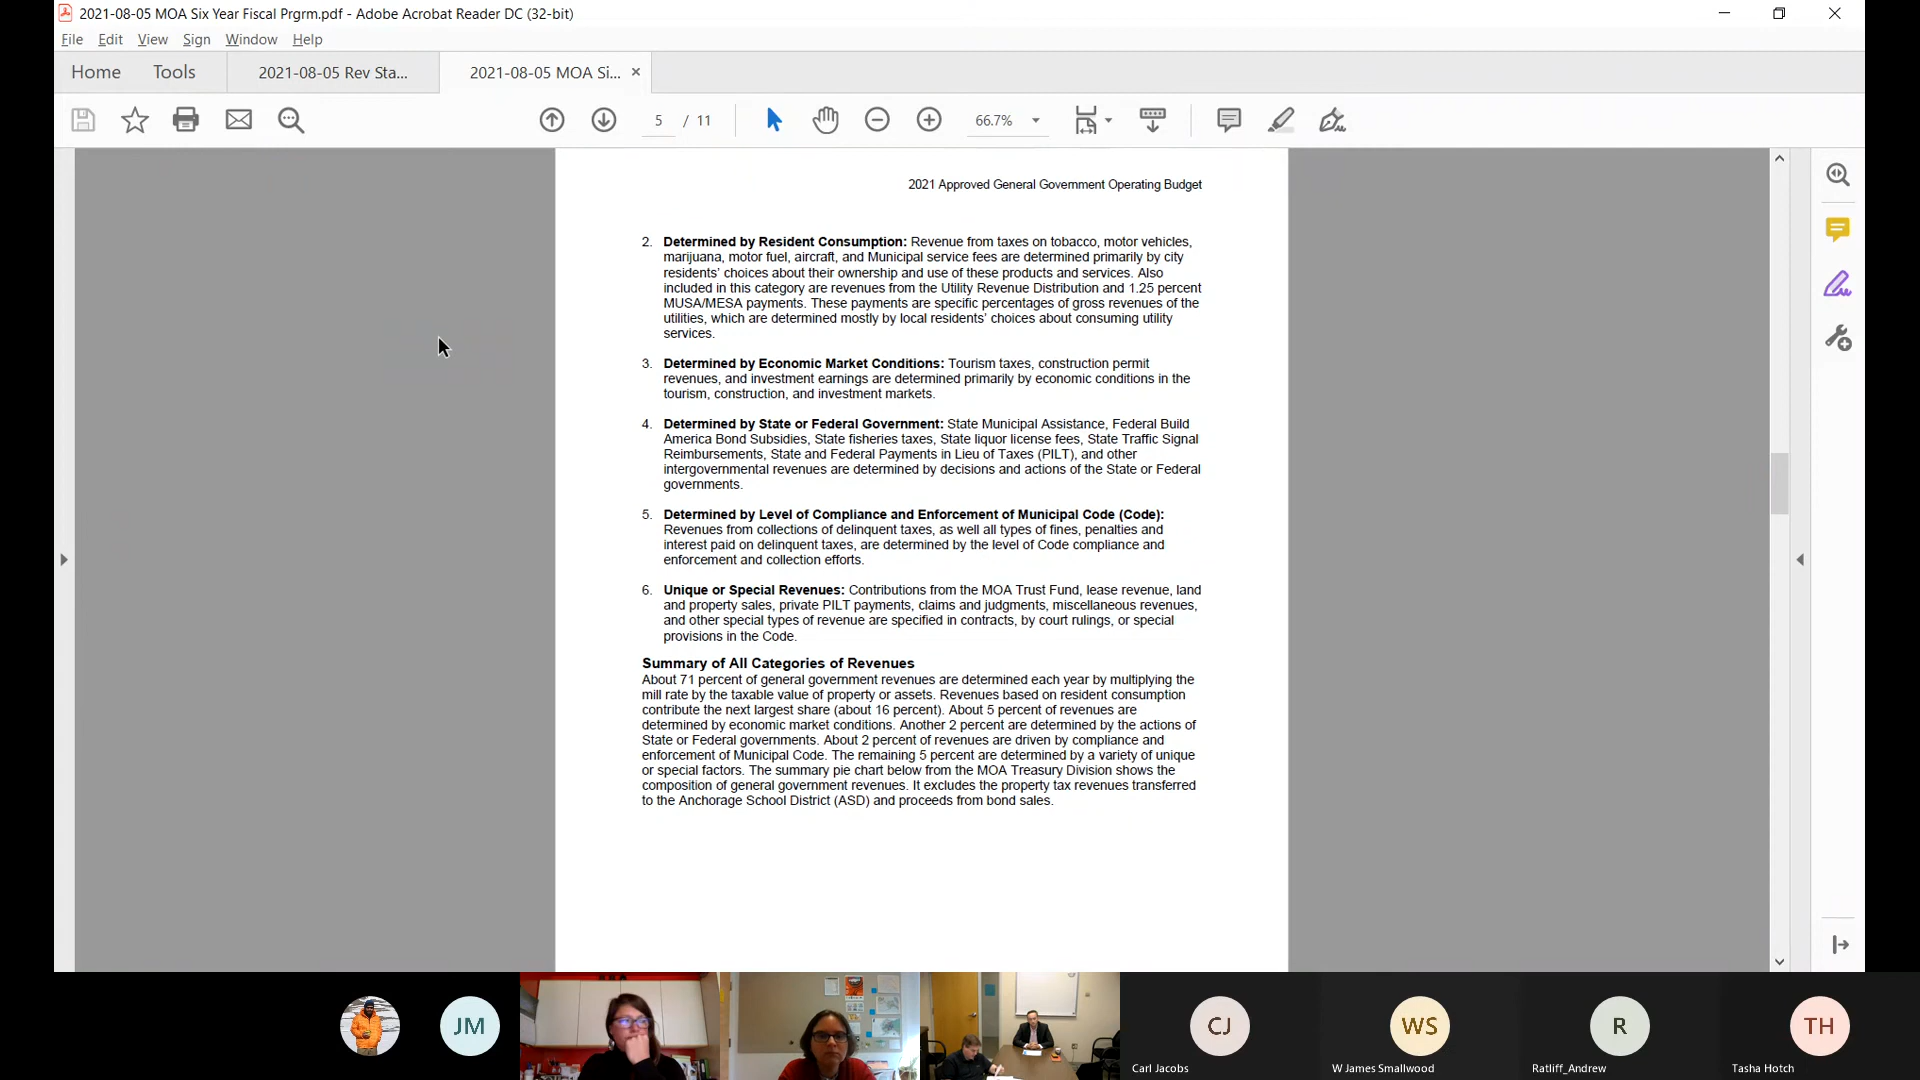 2021-08-05 MOA Six Year Fiscal Prgrm.pdf - Adobe Acrobat Reader DC (32-bit)
File Edit View Sign Window Help
Home Tools 2021-08-05 Rev Sta... 2021-08-05 MOA Si... ×
5 / 11 66.7%
2021 Approved General Government Operating Budget
2. Determined by Resident Consumption: Revenue from taxes on tobacco, motor vehicles,
marijuana, motor fuel, aircraft, and Municipal service fees are determined primarily by city
residents' choices about their ownership and use of these products and services. Also
included in this category are revenues from the Utility Revenue Distribution and 1.25 percent
MUSA/MESA payments. These payments are specific percentages of gross revenues of the
utilities, which are determined mostly by local residents' choices about consuming utility
services.
3. Determined by Economic Market Conditions: Tourism taxes, construction permit
revenues, and investment earnings are determined primarily by economic conditions in the
tourism, construction, and investment markets.
4. Determined by State or Federal Government: State Municipal Assistance, Federal Build
America Bond Subsidies, State fisheries taxes, State liquor license fees, State Traffic Signal
Reimbursements, State and Federal Payments in Lieu of Taxes (PILT), and other
intergovernmental revenues are determined by decisions and actions of the State or Federal
governments.
5. Determined by Level of Compliance and Enforcement of Municipal Code (Code):
Revenues from collections of delinquent taxes, as well all types of fines, penalties and
interest paid on delinquent taxes, are determined by the level of Code compliance and
enforcement and collection efforts.
6. Unique or Special Revenues: Contributions from the MOA Trust Fund, lease revenue, land
and property sales, private PILT payments, claims and judgments, miscellaneous revenues,
and other special types of revenue are specified in contracts, by court rulings, or special
provisions in the Code.
Summary of All Categories of Revenues
About 71 percent of general government revenues are determined each year by multiplying the
mill rate by the taxable value of property or assets. Revenues based on resident consumption
contribute the next largest share (about 16 percent). About 5 percent of revenues are
determined by economic market conditions. Another 2 percent are determined by the actions of
State or Federal governments. About 2 percent of revenues are driven by compliance and
enforcement of Municipal Code. The remaining 5 percent are determined by a variety of unique
or special factors. The summary pie chart below from the MOA Treasury Division shows the
composition of general government revenues. It excludes the property tax revenues transferred
to the Anchorage School District (ASD) and proceeds from bond sales.
JM CJ WS R TH
Carl Jacobs W James Smallwood Ratliff_Andrew Tasha Hotch